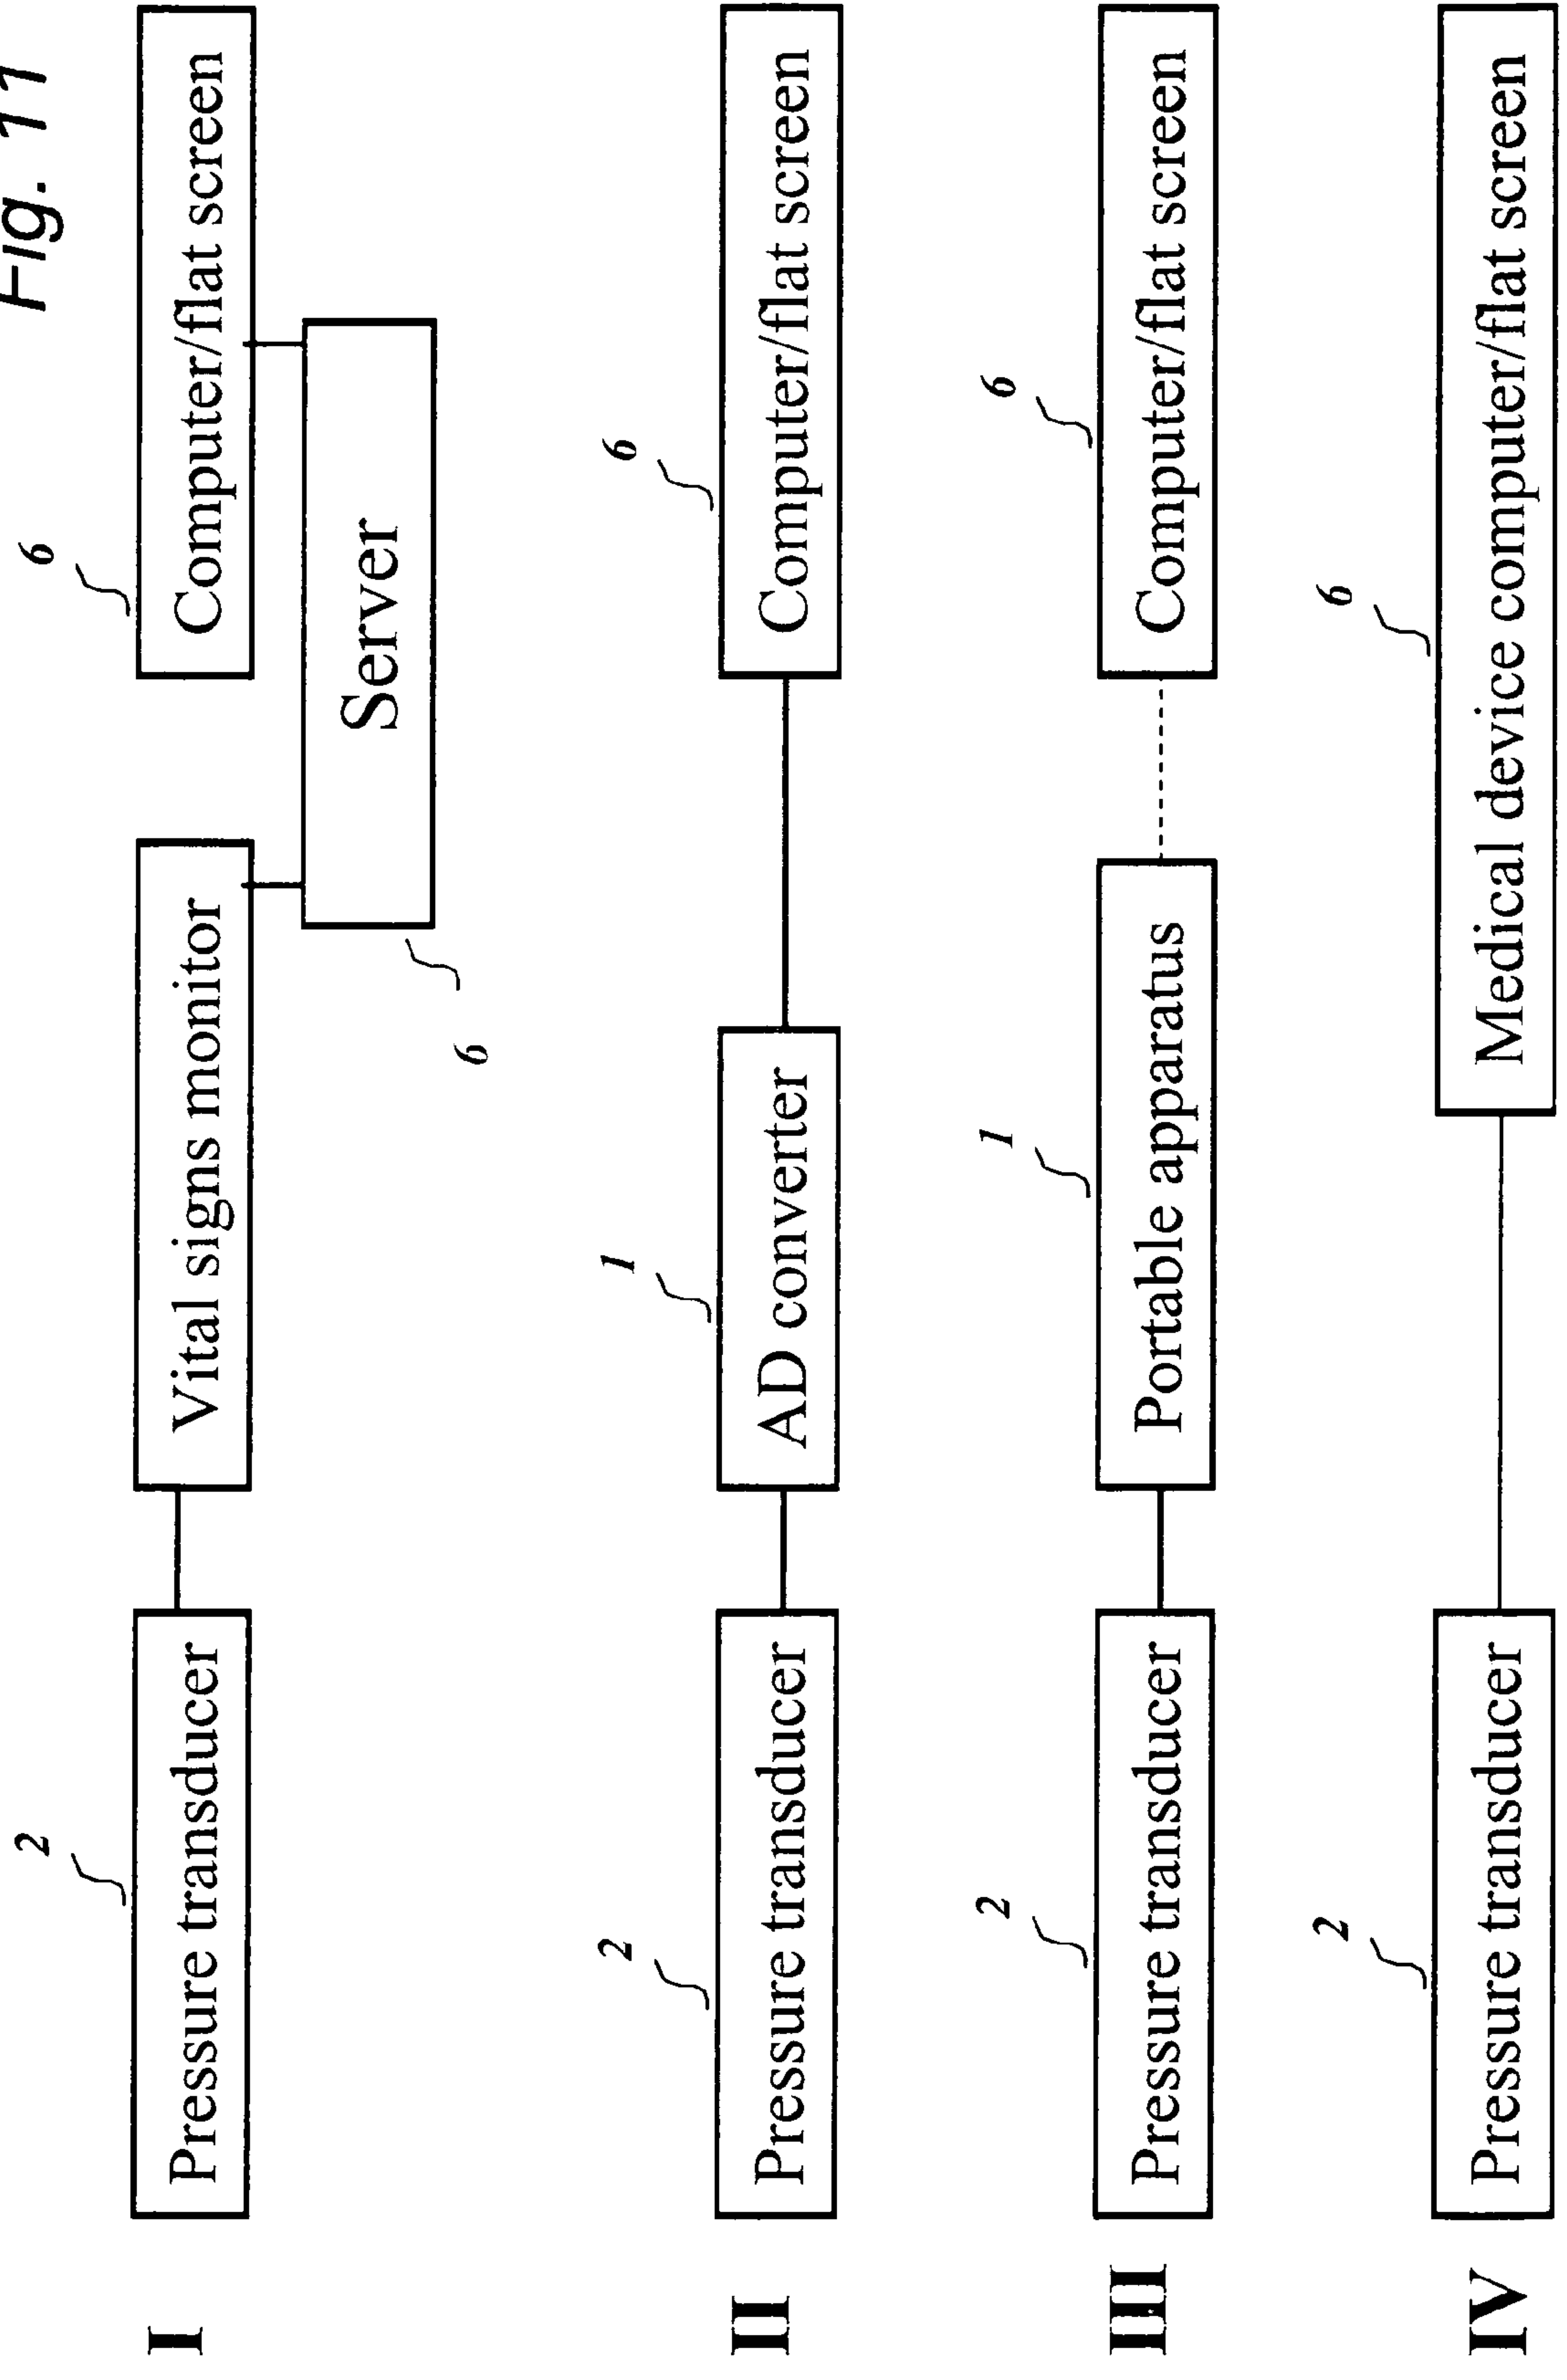 Fig. 11
I
2
Pressure transducer
Vital signs monitor
6
Computer/flat screen
Server
6
II
2
Pressure transducer
1
AD converter
6
Computer/flat screen
III
2
Pressure transducer
1
Portable apparatus
6
Computer/flat screen
IV
2
Pressure transducer
6
Medical device computer/flat screen